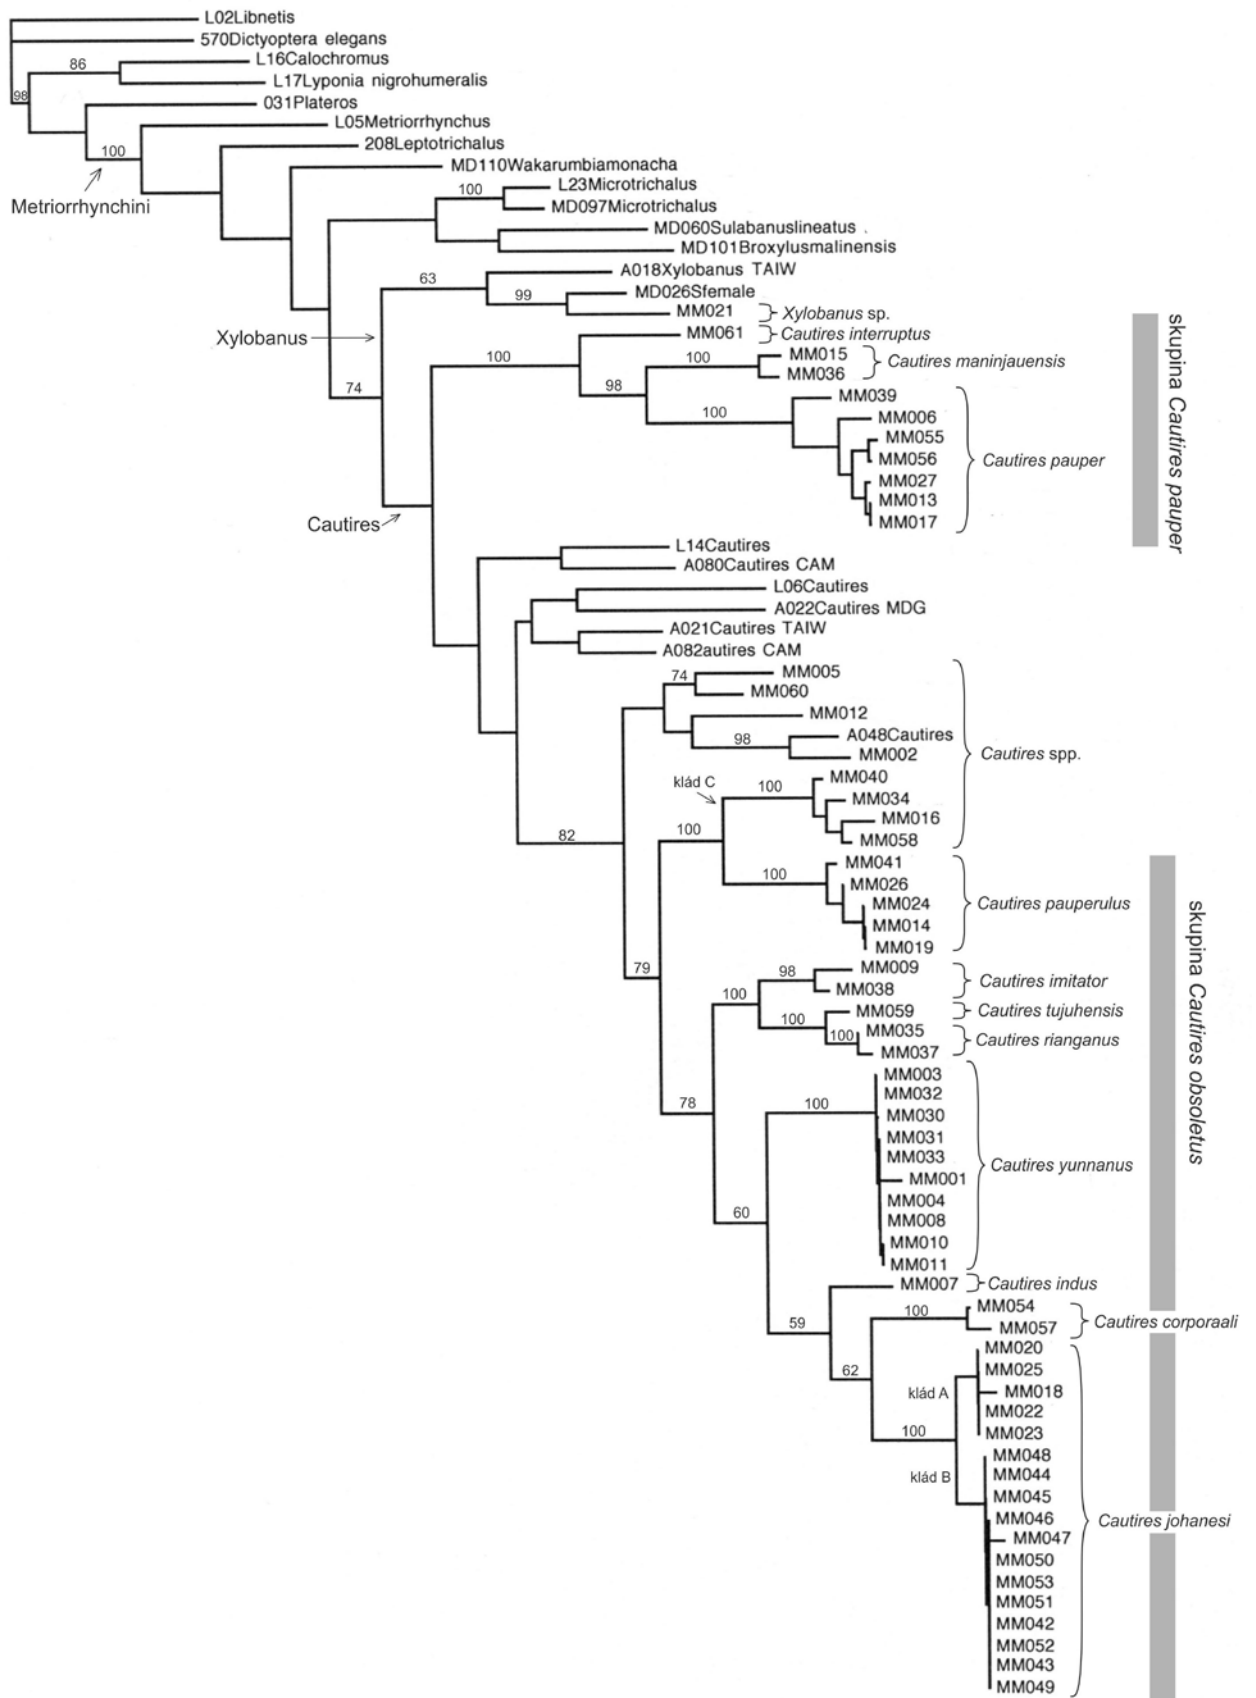 L02Libnetis
570Dictyoptera elegans
L16Calochromus
86
L17Lyponia nigrohumeralis
98
031Plateros
L05Metriorrhynchus
208Leptotrichalus
100
MD110Wakarumbiamonacha
L23Microtrichalus
100
Metriorrhynchini
MD097Microtrichalus
MD060Sulabanuslineatus
MD101Broxylusmalinensis
A018Xylobanus TAIW
63
MD026Sfemale
99
MM021
Xylobanus sp.
MM061
Cautires interruptus
Xylobanus
MM015
100
100
Cautires maninjauensis
MM036
98
74
MM039
100
MM006
MM055
MM056
Cautires pauper
MM027
MM013
MM017
Cautires
skupina Cautires pauper
L14Cautires
A080Cautires CAM
L06Cautires
A022Cautires MDG
A021Cautires TAIW
A082autires CAM
MM005
74
MM060
MM012
A048Cautires
98
MM002
Cautires spp.
MM040
klád C
100
MM034
MM016
100
82
MM058
MM041
100
MM026
MM024
Cautires pauperulus
MM014
MM019
79
MM009
98
Cautires imitator
MM038
100
MM059
Cautires tujuhensis
100
MM035
100
Cautires rianganus
MM037
skupina Cautires obsoletus
MM003
MM032
78
100
MM030
MM031
MM033
Cautires yunnanus
MM001
MM004
60
MM008
MM010
MM011
MM007
Cautires indus
MM054
100
59
MM057
Cautires corporaali
MM020
62
MM025
klád A
MM018
MM022
100
MM023
MM048
klád B
MM044
MM045
MM046
Cautires johanesi
MM047
MM050
MM053
MM051
MM042
MM052
MM043
MM049